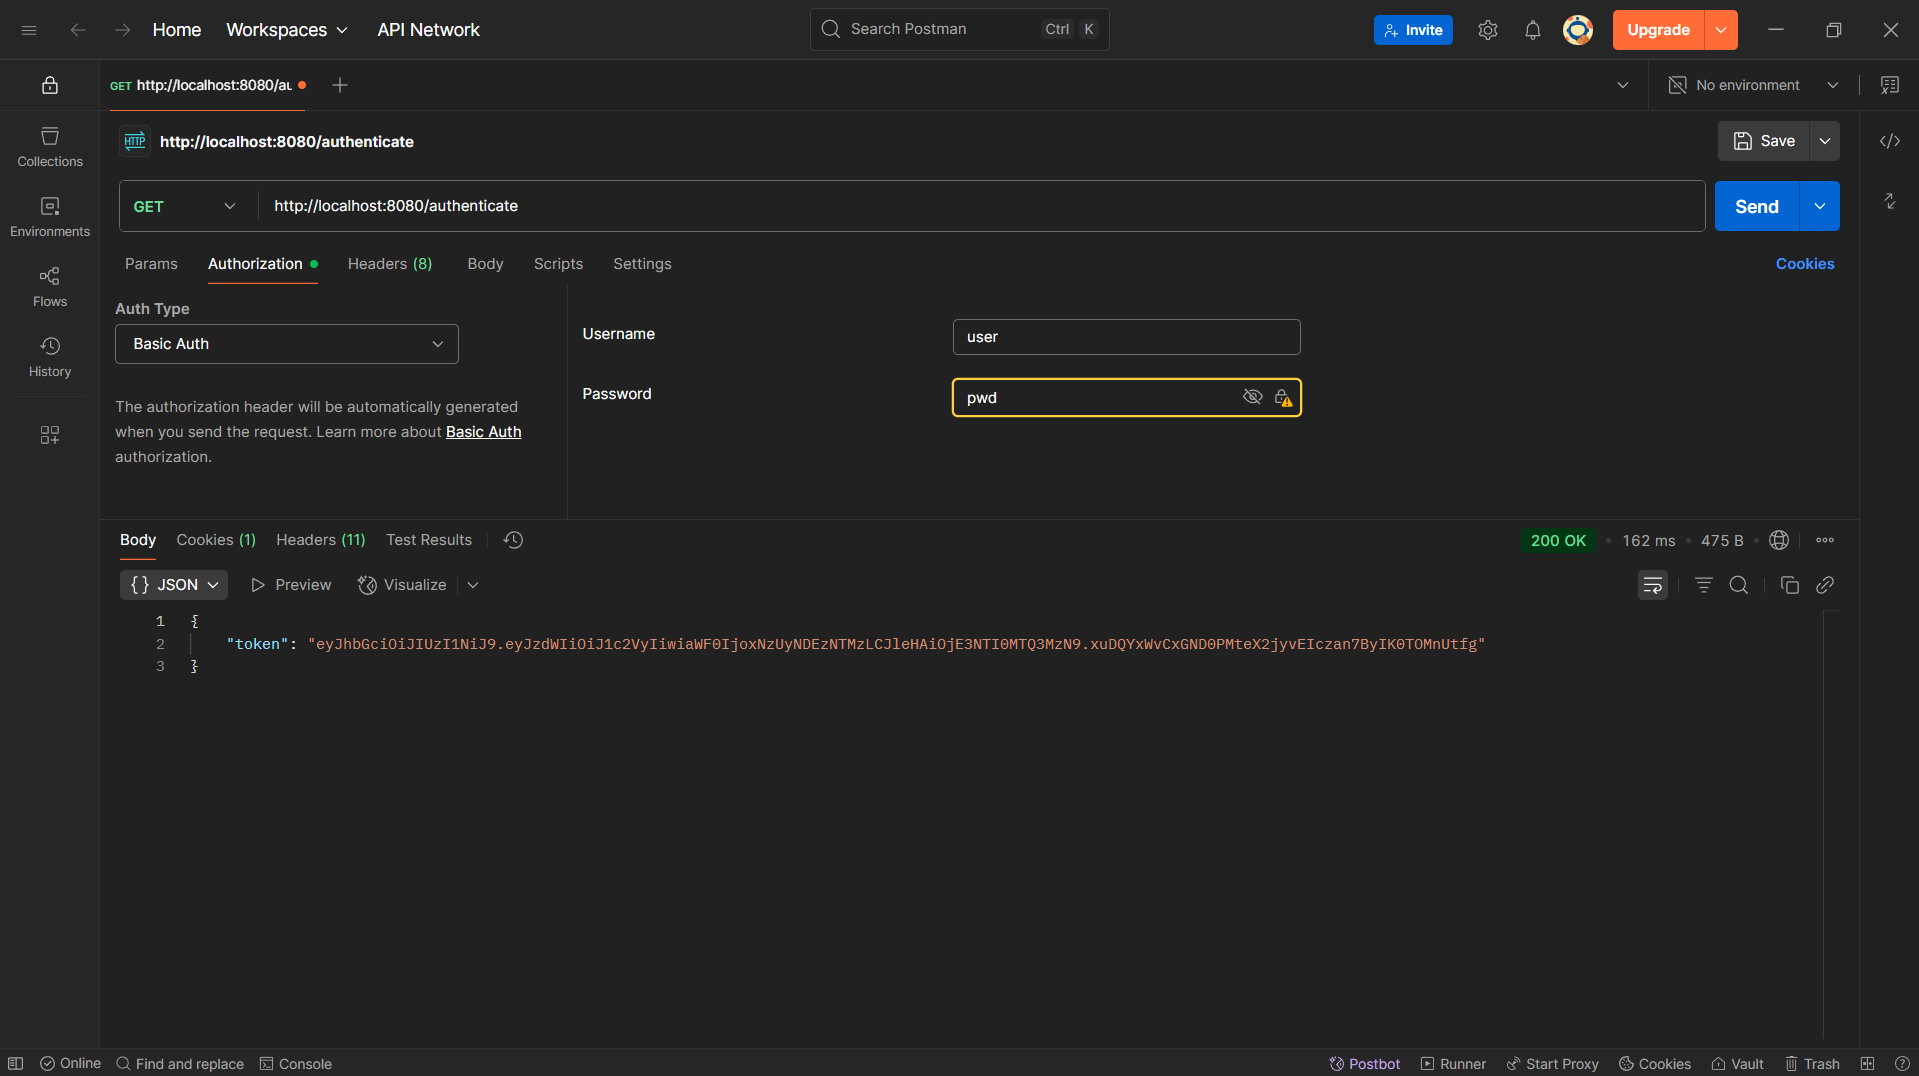 Home Workspaces API Network Search Postman Ctrl K Invite Upgrade
GET http://localhost:8080/au No environment
HTTP http://localhost:8080/authenticate Save
Collections
GET http://localhost:8080/authenticate Send
Environments
Params Authorization Headers (8) Body Scripts Settings Cookies
Flows
Auth Type
Basic Auth
Username user
History
Password pwd
The authorization header will be automatically generated
when you send the request. Learn more about Basic Auth
authorization.
Body Cookies (1) Headers (11) Test Results 200 OK 162 ms 475 B
{} JSON Preview Visualize
1 {
2 "token": "eyJhbGciOiJIUzI1NiJ9.eyJzdWIiOiJ1c2VyIiwiaWF0IjoxNzUyNDEzNTMzLCJleHAiOjE3NTI0MTQ3MzN9.xuDQYxWvCxGND0PMteX2jyvEIczan7ByIK0TOMnUtfg"
3 }
Online Find and replace Console Postbot Runner Start Proxy Cookies Vault Trash